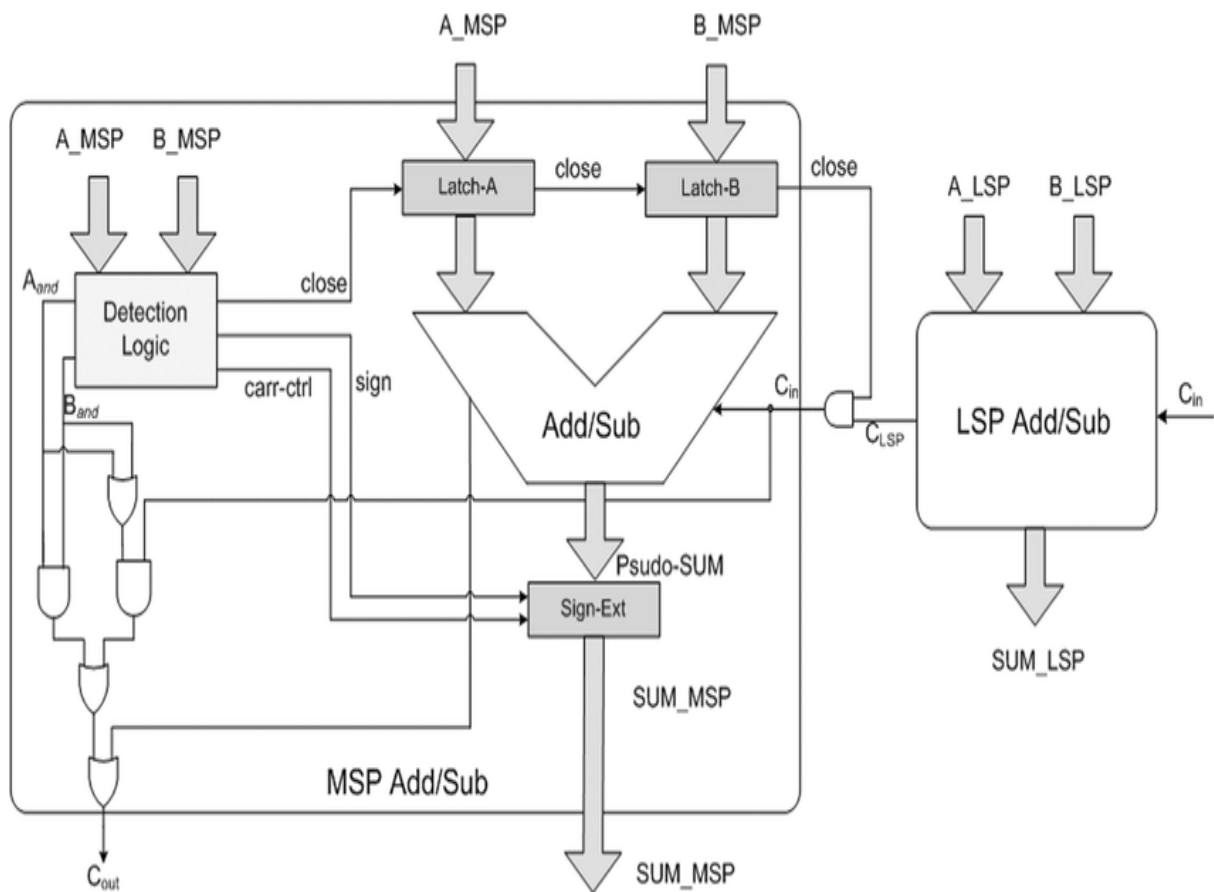 A_MSP
B_MSP
A_MSP
B_MSP
close
close
Latch-A
Latch-B
A_LSP
B_LSP
Aand
close
Detection
Logic
sign
carr-ctrl
Band
Cin
Cin
Add/Sub
CLSP
LSP Add/Sub
Psudo-SUM
Sign-Ext
SUM_LSP
SUM_MSP
MSP Add/Sub
Cout
SUM_MSP